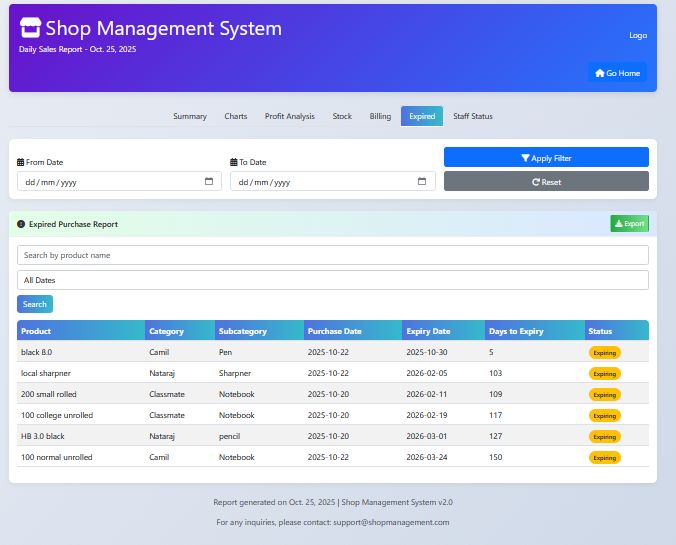 Shop Management System
Daily Sales Report - Oct. 25, 2025
Logo
Go Home
Summary Charts Profit Analysis Stock Billing Expired Staff Status
From Date To Date Apply Filter
dd/mm/yyyy dd/mm/yyyy Reset
Expired Purchase Report Export
Search by product name
All Dates
Search
Product Category Subcategory Purchase Date Expiry Date Days to Expiry Status
black 8.0 Camil Pen 2025-10-22 2025-10-30 5 Expiring
local sharpner Nataraj Sharpner 2025-10-22 2026-02-05 103 Expiring
200 small rolled Classmate Notebook 2025-10-20 2026-02-11 109 Expiring
100 college unrolled Classmate Notebook 2025-10-20 2026-02-19 117 Expiring
HB 3.0 black Nataraj pencil 2025-10-20 2026-03-01 127 Expiring
100 normal unrolled Camil Notebook 2025-10-22 2026-03-24 150 Expiring
Report generated on Oct. 25, 2025 | Shop Management System v2.0
For any inquiries, please contact: support@shopmanagement.com